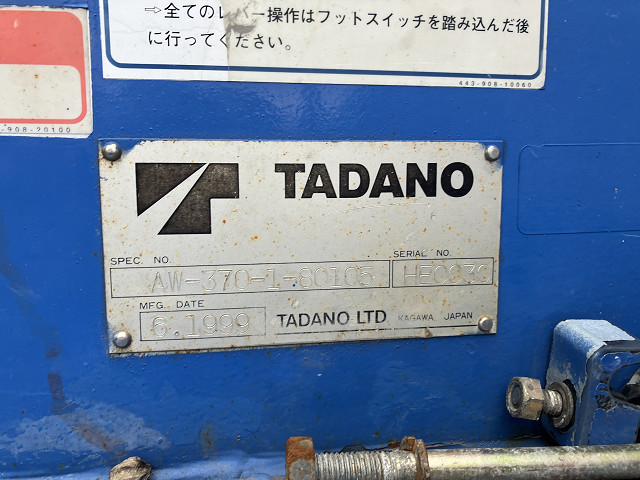 ⇨全てのレバー操作はフットスイッチを踏み込んだ後
に行ってください。
443-908-10060
-908-20100
TADANO
SPEC. NO.
SERIAL NO.
AW-370-1-80105
MFG. DATE
6.1999
TADANO LTD KAGAWA JAPAN